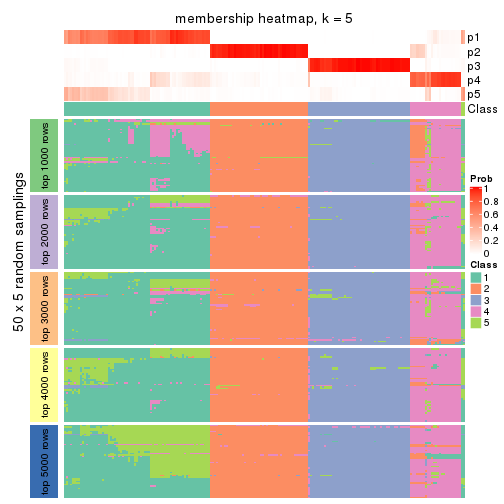 membership heatmap, k = 5
p1
p2
p3
p4
p5
Class
50 x 5 random samplings
top 1000 rows
top 2000 rows
top 3000 rows
top 4000 rows
top 5000 rows
Prob
1
0.8
0.6
0.4
0.2
0
Class
1
2
3
4
5